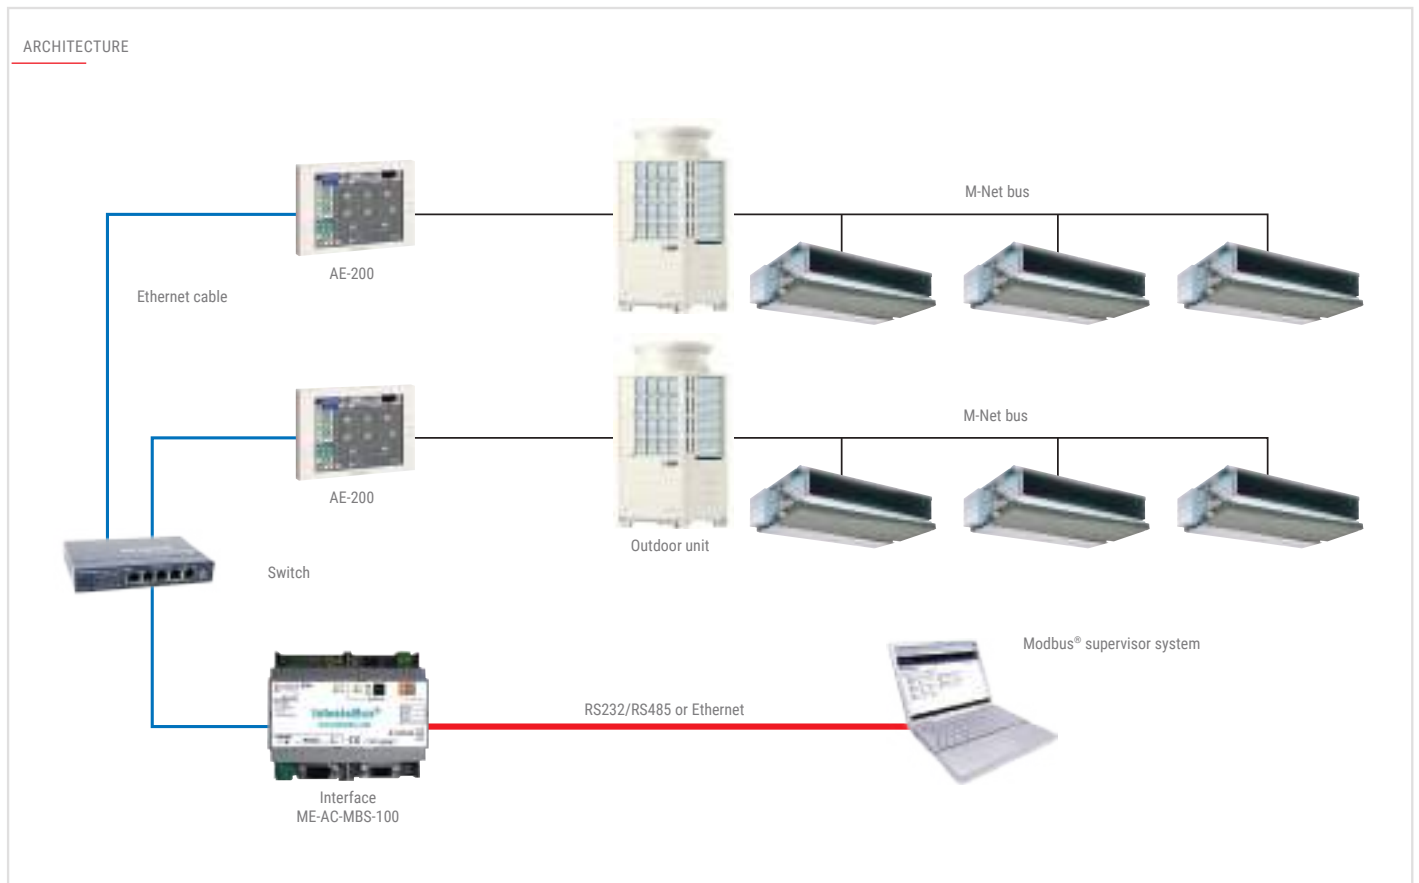 ARCHITECTURE
M-Net bus
AE-200
Ethernet cable
M-Net bus
AE-200
Outdoor unit
Switch
Modbus® supervisor system
RS232/RS485 or Ethernet
Interface
ME-AC-MBS-100